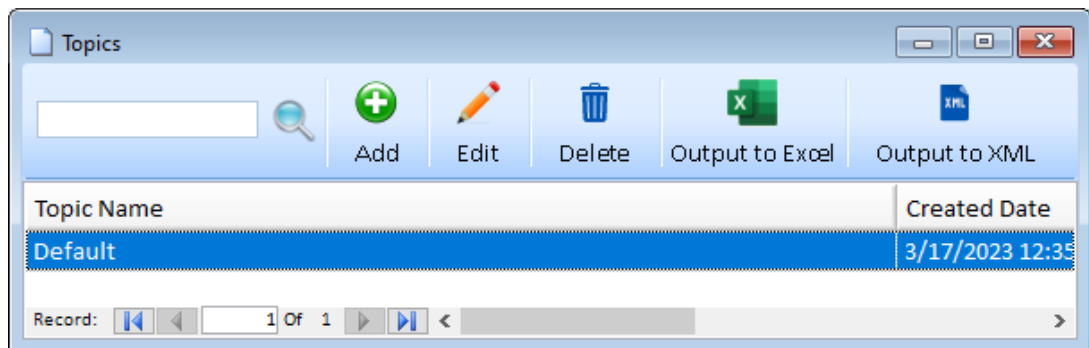 Topics
Add Edit Delete Output to Excel Output to XML
Topic Name Created Date
Default 3/17/2023 12:35
Record: 1 Of 1